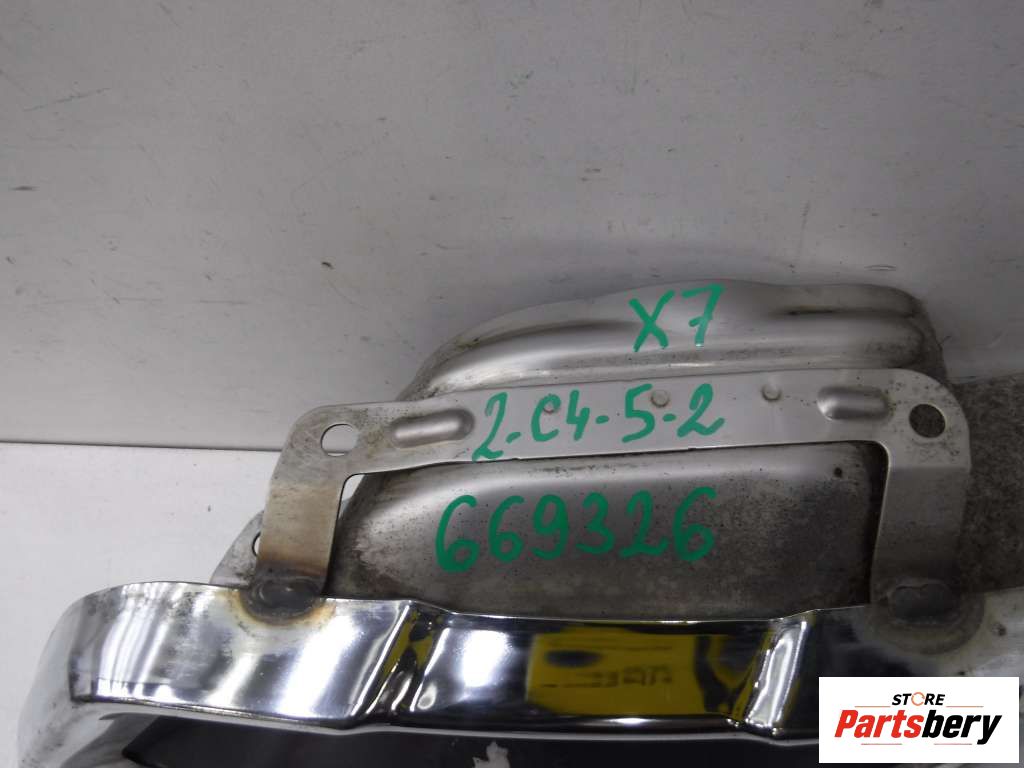 X7
2-C4-5-2
669326
STORE
Partsbery